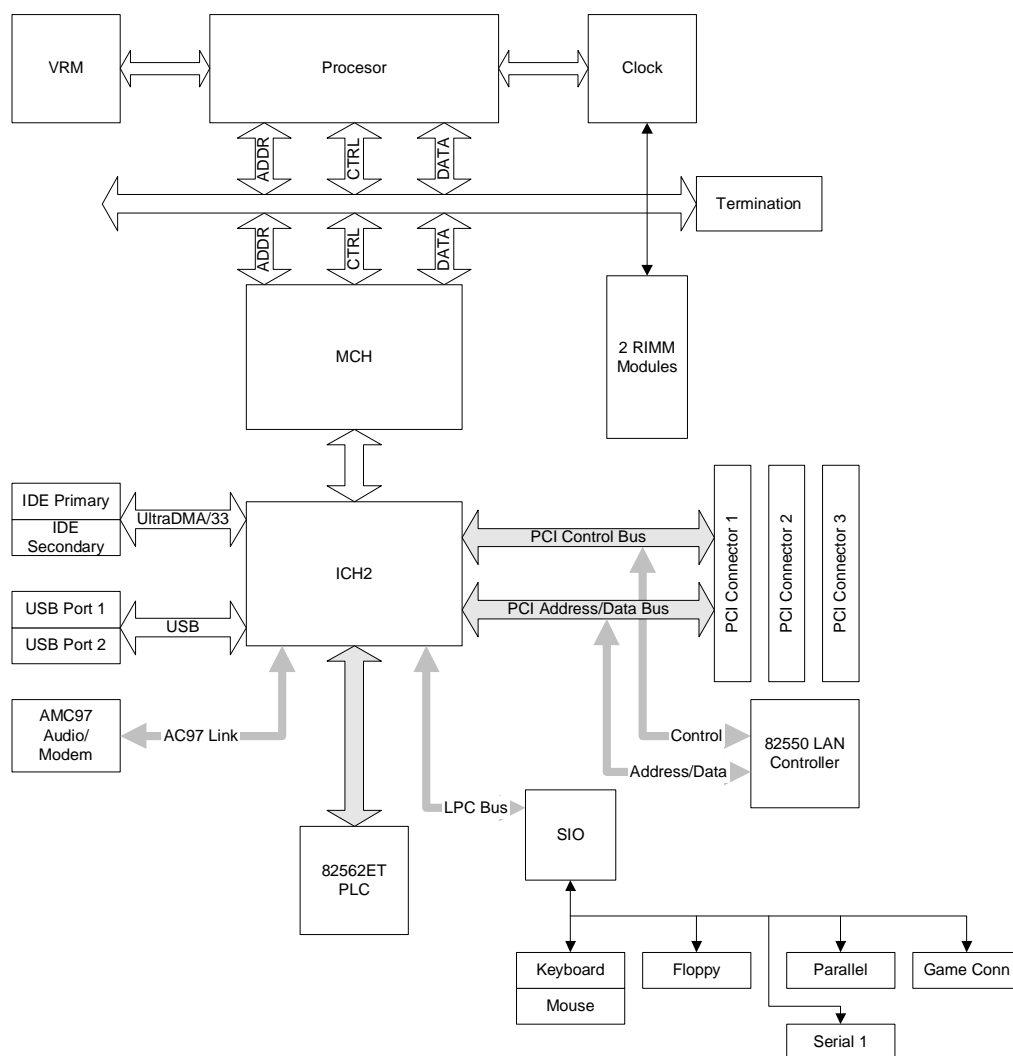 VRM
Procesor
Clock
ADDR
CTRL
DATA
Termination
ADDR
CTRL
DATA
MCH
2 RIMM
Modules
IDE Primary
IDE
Secondary
UltraDMA/33
ICH2
PCI Control Bus
PCI Address/Data Bus
PCI Connector 1
PCI Connector 2
PCI Connector 3
USB Port 1
USB Port 2
USB
AMC97
Audio/
Modem
AC97 Link
Control
Address/Data
82550 LAN
Controller
LPC Bus
SIO
82562ET
PLC
Keyboard
Mouse
Floppy
Parallel
Game Conn
Serial 1